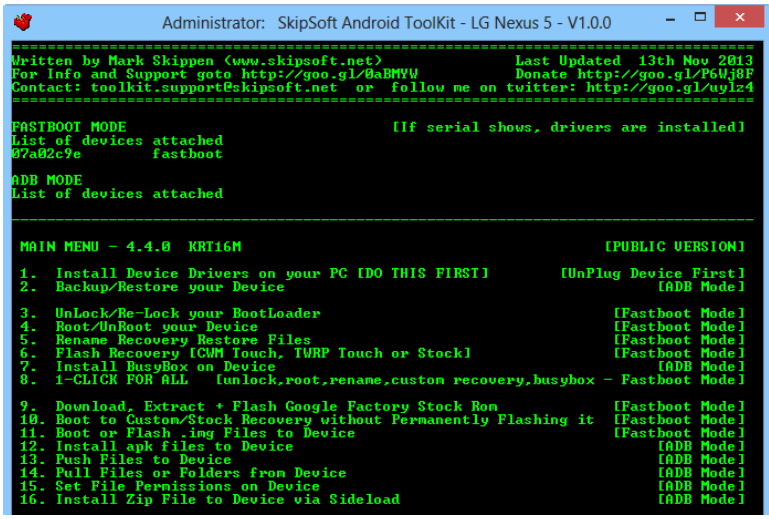 Administrator: SkipSoft Android ToolKit - LG Nexus 5 - V1.0.0
Written by Mark Skippen (www.skipsoft.net) Last Updated 13th Nov 2013
For Info and Support goto http://goo.gl/0aBMYW Donate http://goo.gl/P6Wj8F
Contact: toolkit.support@skipsoft.net or follow me on twitter: http://goo.gl/uylz4
FASTBOOT MODE [If serial shows, drivers are installed]
List of devices attached
07a02c9e fastboot
ADB MODE
List of devices attached
MAIN MENU - 4.4.0 KRT16M [PUBLIC VERSION]
1. Install Device Drivers on your PC [DO THIS FIRST] [UnPlug Device First]
2. Backup/Restore your Device [ADB Mode]
3. UnLock/Re-Lock your BootLoader [Fastboot Mode]
4. Root/UnRoot your Device [Fastboot Mode]
5. Rename Recovery Restore Files [Fastboot Mode]
6. Flash Recovery [CWM Touch, TWRP Touch or Stock] [Fastboot Mode]
7. Install BusyBox on Device [ADB Mode]
8. 1-CLICK FOR ALL [unlock,root,rename,custom recovery,busybox - Fastboot Mode]
9. Download, Extract + Flash Google Factory Stock Rom [Fastboot Mode]
10. Boot to Custom/Stock Recovery without Permanently Flashing it [Fastboot Mode]
11. Boot or Flash .img Files to Device [Fastboot Mode]
12. Install apk files to Device [ADB Mode]
13. Push Files to Device [ADB Mode]
14. Pull Files or Folders from Device [ADB Mode]
15. Set File Permissions on Device [ADB Mode]
16. Install Zip File to Device via Sideload [ADB Mode]